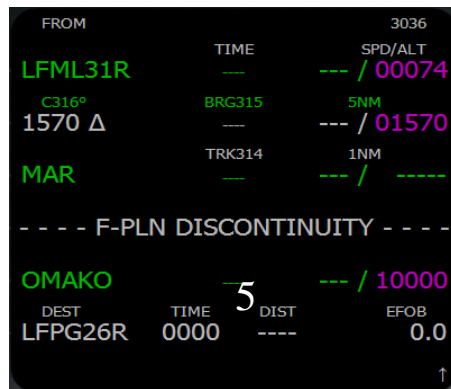 FROM 3036
TIME SPD/ALT
LFML31R ---- --- / 00074
C316° BRG315 5NM
1570 Δ ---- --- / 01570
TRK314 1NM
MAR ---- --- / -----
- - - - F-PLN DISCONTINUITY - - - -
OMAKO ---- --- / 10000
5
DEST TIME DIST EFOB
LFPG26R 0000 ---- 0.0
↑